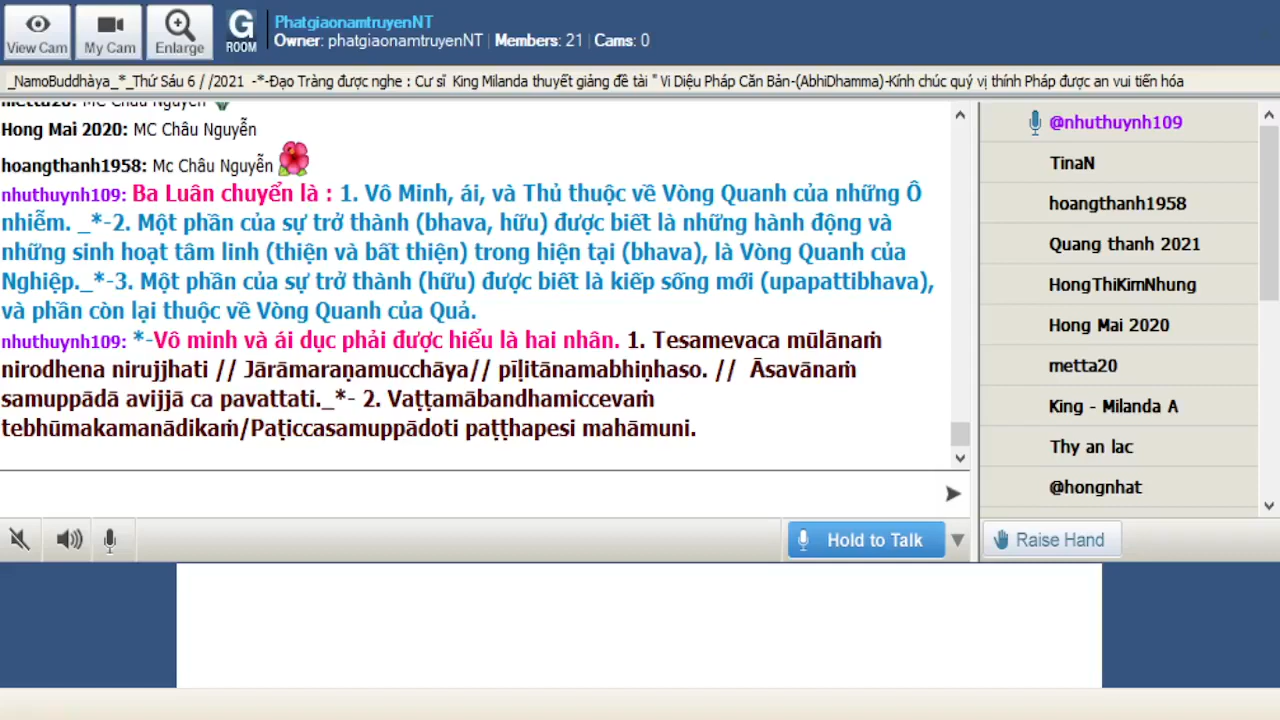 View Cam
My Cam
Enlarge
G
ROOM
PhatgiaonamtruyenNT
Owner: phatgiaonamtruyenNT | Members: 21 | Cams: 0
_NamoBuddhàya_*_Thứ Sáu 6 / /2021 -*-Đạo Tràng được nghe : Cư sĩ King Milanda thuyết giảng đề tài " Vi Diệu Pháp Căn Bản-(AbhiDhamma)-Kính chúc quý vị thính Pháp được an vui tiến hóa
metta20: MC Châu Nguyễn
Hong Mai 2020: MC Châu Nguyễn
hoangthanh1958: Mc Châu Nguyễn
nhuthuynh109: Ba Luân chuyển là : 1. Vô Minh, ái, và Thủ thuộc về Vòng Quanh của những Ô
nhiễm. _*-2. Một phần của sự trở thành (bhava, hữu) được biết là những hành động và
những sinh hoạt tâm linh (thiện và bất thiện) trong hiện tại (bhava), là Vòng Quanh của
Nghiệp._*-3. Một phần của sự trở thành (hữu) được biết là kiếp sống mới (upapattibhava),
và phần còn lại thuộc về Vòng Quanh của Quả.
nhuthuynh109: *-Vô minh và ái dục phải được hiểu là hai nhân. 1. Tesamevaca mūlānaṁ
nirodhena nirujjhati // Jārāmaraṇamucchāya// pīḷitānamabhiṇhaso. // Āsavānaṁ
samuppādā avijjā ca pavattati._*- 2. Vaṭṭamābandhamiccevaṁ
tebhūmakamanādikaṁ/Paṭiccasamuppādoti paṭṭhapesi mahāmuni.
@nhuthuynh109
TinaN
hoangthanh1958
Quang thanh 2021
HongThiKimNhung
Hong Mai 2020
metta20
King - Milanda A
Thy an lac
@hongnhat
Hold to Talk
Raise Hand